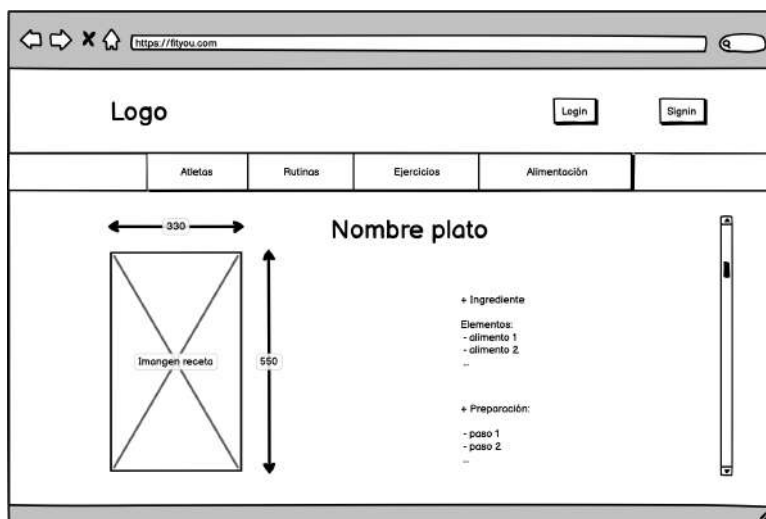 https://fityou.com
Logo
Login
Signin
Atletas
Rutinas
Ejercicios
Alimentación
330
Nombre plato
+ Ingrediente
Elementos:
- alimento 1
- alimento 2
...
Imangen receta
550
+ Preparación:
- paso 1
- paso 2
...